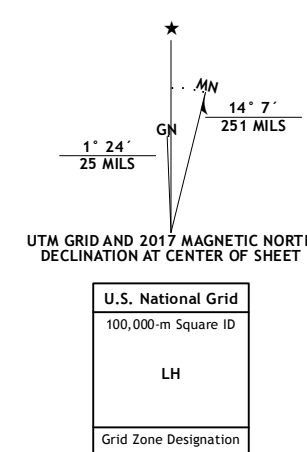 ★
MN
GN
14° 7´
251 MILS
1° 24´
25 MILS
UTM GRID AND 2017 MAGNETIC NORT
DECLINATION AT CENTER OF SHEET
U.S. National Grid
100,000-m Square ID
LH
Grid Zone Designation